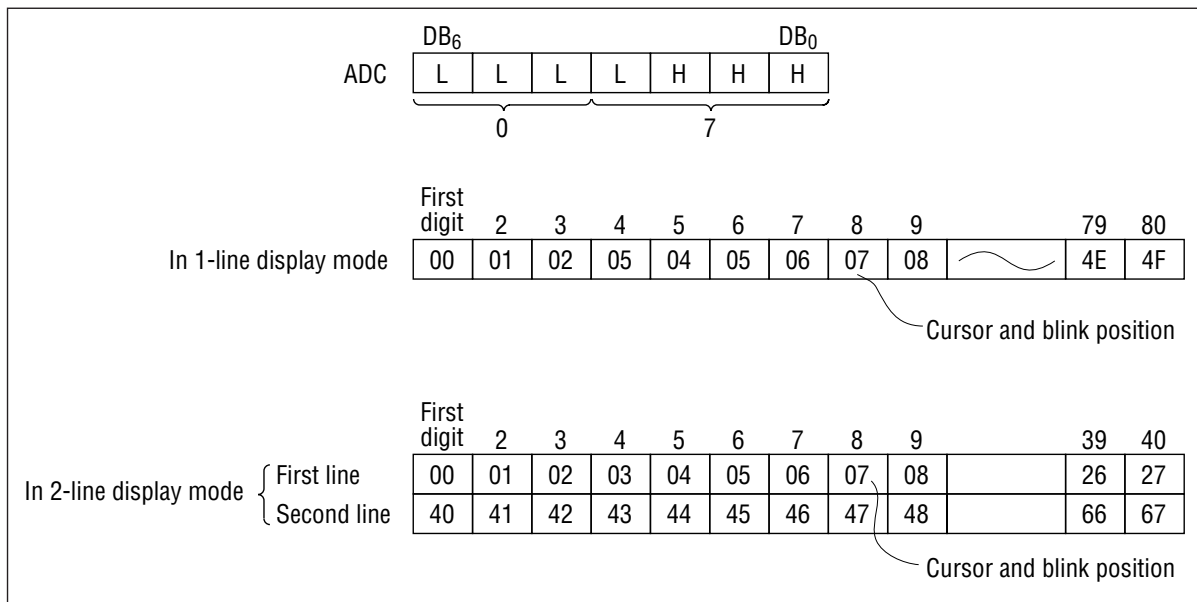 DB6 DB0
ADC L L L L H H H
0 7
First
digit 2 3 4 5 6 7 8 9 79 80
In 1-line display mode 00 01 02 05 04 05 06 07 08 4E 4F
Cursor and blink position
First
digit 2 3 4 5 6 7 8 9 39 40
In 2-line display mode
First line 00 01 02 03 04 05 06 07 08 26 27
Second line 40 41 42 43 44 45 46 47 48 66 67
Cursor and blink position